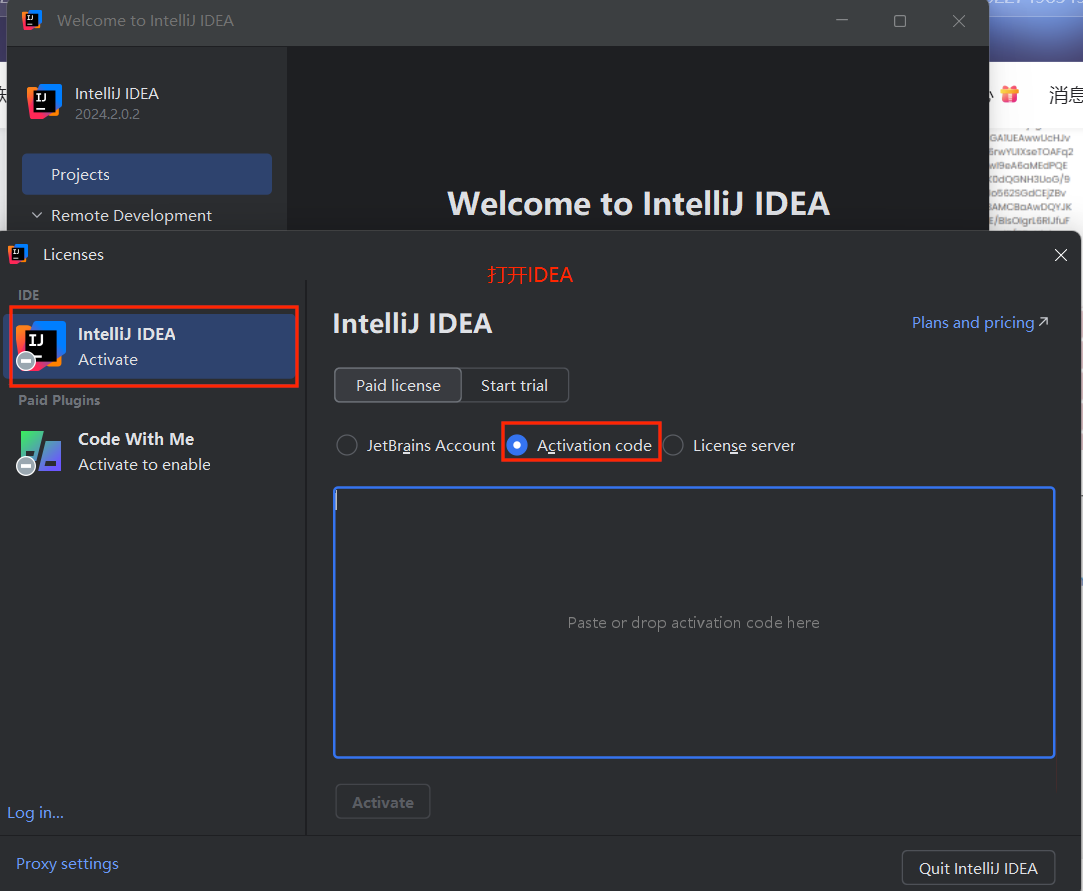 Welcome to IntelliJ IDEA
IntelliJ IDEA
2024.2.0.2
消息
Projects
Remote Development
Welcome to IntelliJ IDEA
Licenses
打开IDEA
IDE
IntelliJ IDEA
Activate
IntelliJ IDEA
Plans and pricing
Paid license
Start trial
Paid Plugins
Code With Me
Activate to enable
JetBrains Account
Activation code
License server
Paste or drop activation code here
Activate
Log in...
Proxy settings
Quit IntelliJ IDEA